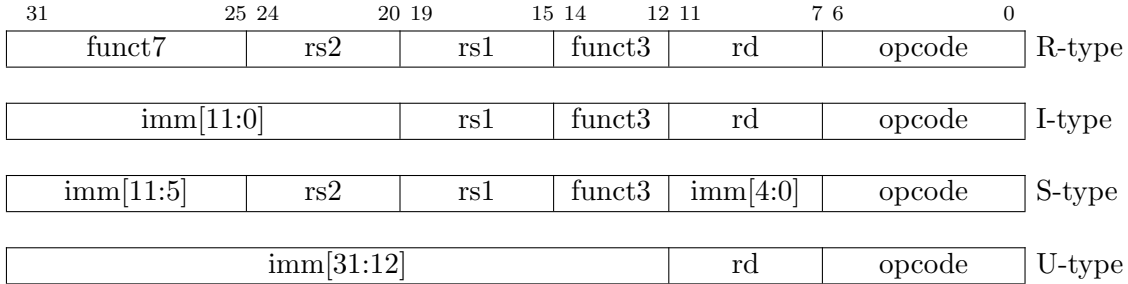 31 25 24 20 19 15 14 12 11 7 6 0
funct7 rs2 rs1 funct3 rd opcode R-type
imm[11:0] rs1 funct3 rd opcode I-type
imm[11:5] rs2 rs1 funct3 imm[4:0] opcode S-type
imm[31:12] rd opcode U-type